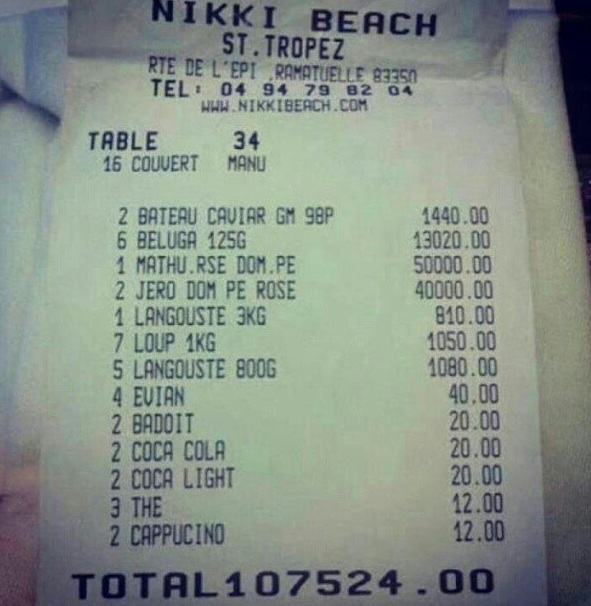 NIKKI BEACH
ST.TROPEZ
RTE DE L'EPI ,RAMATUELLE 83350
TEL: 04 94 79 82 04
WWW.NIKKIBEACH.COM
TABLE 34
16 COUVERT MANU
2 BATEAU CAVIAR GM 98P 1440.00
6 BELUGA 125G 13020.00
1 MATHU.RSE DOM.PE 50000.00
2 JERO DOM PE ROSE 40000.00
1 LANGOUSTE 3KG 810.00
7 LOUP 1KG 1050.00
5 LANGOUSTE 800G 1080.00
4 EVIAN 40.00
2 BADOIT 20.00
2 COCA COLA 20.00
2 COCA LIGHT 20.00
3 THE 12.00
2 CAPPUCINO 12.00
TOTAL107524.00